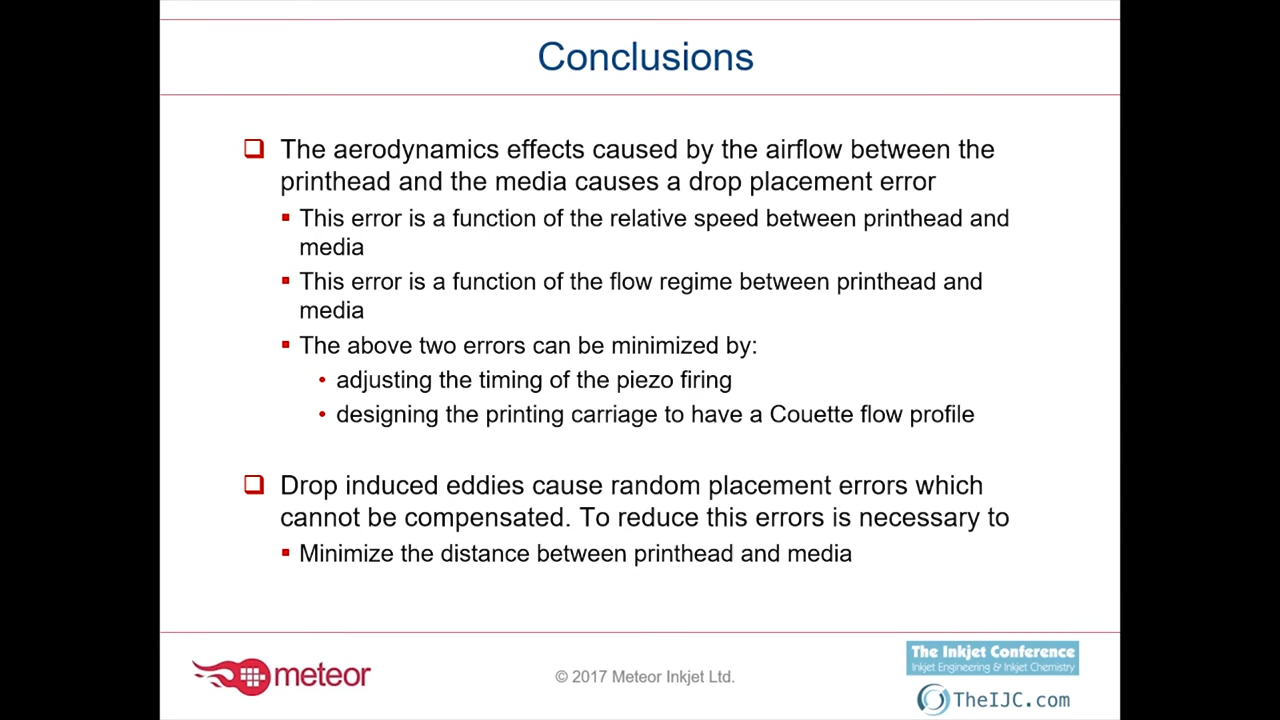 Conclusions
The aerodynamics effects caused by the airflow between the
printhead and the media causes a drop placement error
This error is a function of the relative speed between printhead and
media
This error is a function of the flow regime between printhead and
media
The above two errors can be minimized by:
adjusting the timing of the piezo firing
designing the printing carriage to have a Couette flow profile
Drop induced eddies cause random placement errors which
cannot be compensated. To reduce this errors is necessary to
Minimize the distance between printhead and media
meteor
© 2017 Meteor Inkjet Ltd.
The Inkjet Conference
Inkjet Engineering & Inkjet Chemistry
TheIJC.com